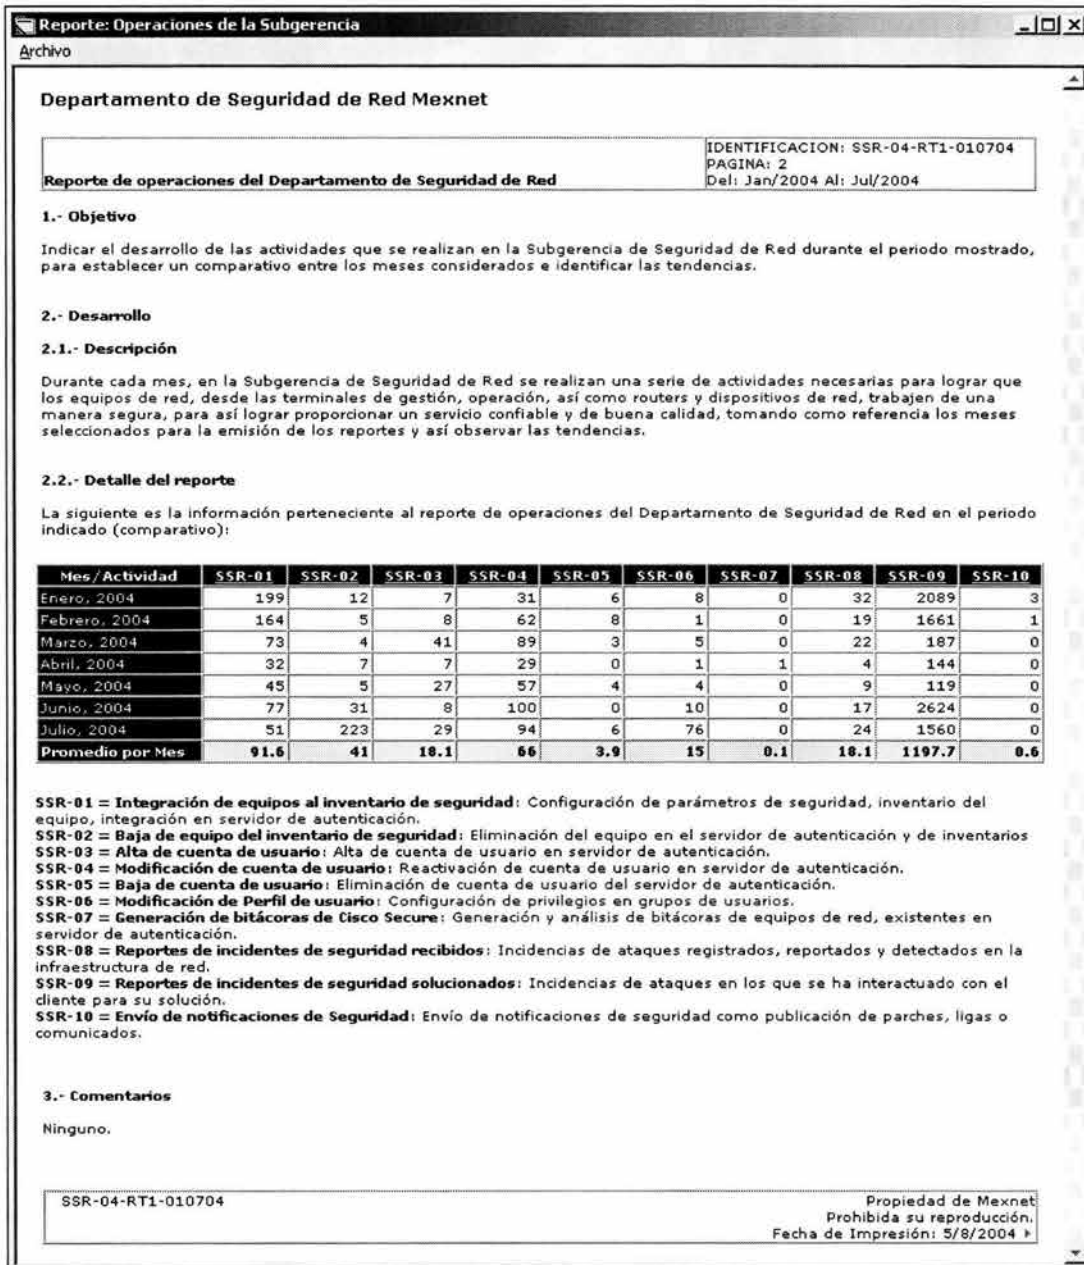 Reporte: Operaciones de la Subgerencia
Archivo
Departamento de Seguridad de Red Mexnet
IDENTIFICACION: SSR-04-RT1-010704
PAGINA: 2
Reporte de operaciones del Departamento de Seguridad de Red Del: Jan/2004 Al: Jul/2004
1.- Objetivo
Indicar el desarrollo de las actividades que se realizan en la Subgerencia de Seguridad de Red durante el periodo mostrado,
para establecer un comparativo entre los meses considerados e identificar las tendencias.
2.- Desarrollo
2.1.- Descripción
Durante cada mes, en la Subgerencia de Seguridad de Red se realizan una serie de actividades necesarias para lograr que
los equipos de red, desde las terminales de gestión, operación, así como routers y dispositivos de red, trabajen de una
manera segura, para así lograr proporcionar un servicio confiable y de buena calidad, tomando como referencia los meses
seleccionados para la emisión de los reportes y así observar las tendencias.
2.2.- Detalle del reporte
La siguiente es la información perteneciente al reporte de operaciones del Departamento de Seguridad de Red en el periodo
indicado (comparativo):
Mes/Actividad SSR-01 SSR-02 SSR-03 SSR-04 SSR-05 SSR-06 SSR-07 SSR-08 SSR-09 SSR-10
Enero, 2004 199 12 7 31 6 8 0 32 2089 3
Febrero, 2004 164 5 8 62 8 1 0 19 1661 1
Marzo, 2004 73 4 41 89 3 5 0 22 187 0
Abril, 2004 32 7 7 29 0 1 1 4 144 0
Mayo, 2004 45 5 27 57 4 4 0 9 119 0
Junio, 2004 77 31 8 100 0 10 0 17 2624 0
Julio, 2004 51 223 29 94 6 76 0 24 1560 0
Promedio por Mes 91.6 41 18.1 66 3.9 15 0.1 18.1 1197.7 0.6
SSR-01 = Integración de equipos al inventario de seguridad: Configuración de parámetros de seguridad, inventario del
equipo, integración en servidor de autenticación.
SSR-02 = Baja de equipo del inventario de seguridad: Eliminación del equipo en el servidor de autenticación y de inventarios
SSR-03 = Alta de cuenta de usuario: Alta de cuenta de usuario en servidor de autenticación.
SSR-04 = Modificación de cuenta de usuario: Reactivación de cuenta de usuario en servidor de autenticación.
SSR-05 = Baja de cuenta de usuario: Eliminación de cuenta de usuario del servidor de autenticación.
SSR-06 = Modificación de Perfil de usuario: Configuración de privilegios en grupos de usuarios.
SSR-07 = Generación de bitácoras de Cisco Secure: Generación y análisis de bitácoras de equipos de red, existentes en
servidor de autenticación.
SSR-08 = Reportes de incidentes de seguridad recibidos: Incidencias de ataques registrados, reportados y detectados en la
infraestructura de red.
SSR-09 = Reportes de incidentes de seguridad solucionados: Incidencias de ataques en los que se ha interactuado con el
cliente para su solución.
SSR-10 = Envío de notificaciones de Seguridad: Envío de notificaciones de seguridad como publicación de parches, ligas o
comunicados.
3.- Comentarios
Ninguno.
SSR-04-RT1-010704 Propiedad de Mexnet
Prohibida su reproducción.
Fecha de Impresión: 5/8/2004